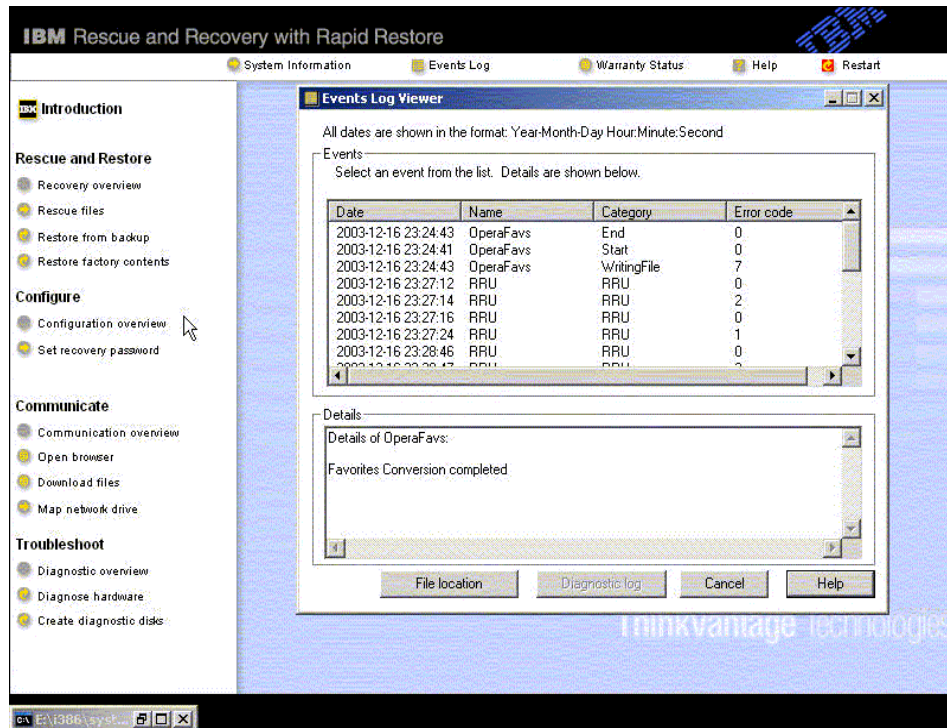 IBM Rescue and Recovery with Rapid Restore
IBM
System Information Events Log Warranty Status Help Restart
IBM Introduction
Rescue and Restore
Recovery overview
Rescue files
Restore from backup
Restore factory contents
Configure
Configuration overview
Set recovery password
Communicate
Communication overview
Open browser
Download files
Map network drive
Troubleshoot
Diagnostic overview
Diagnose hardware
Create diagnostic disks
Events Log Viewer
All dates are shown in the format: Year-Month-Day Hour:Minute:Second
Events
Select an event from the list. Details are shown below.
Date Name Category Error code
2003-12-16 23:24:43 OperaFavs End 0
2003-12-16 23:24:41 OperaFavs Start 0
2003-12-16 23:24:43 OperaFavs WritingFile 7
2003-12-16 23:27:12 RRU RRU 0
2003-12-16 23:27:14 RRU RRU 2
2003-12-16 23:27:16 RRU RRU 0
2003-12-16 23:27:24 RRU RRU 1
2003-12-16 23:28:46 RRU RRU 0
Details
Details of OperaFavs:
Favorites Conversion completed
File location Diagnostic log Cancel Help
ThinkVantage Technologies
E:\i386\syst...